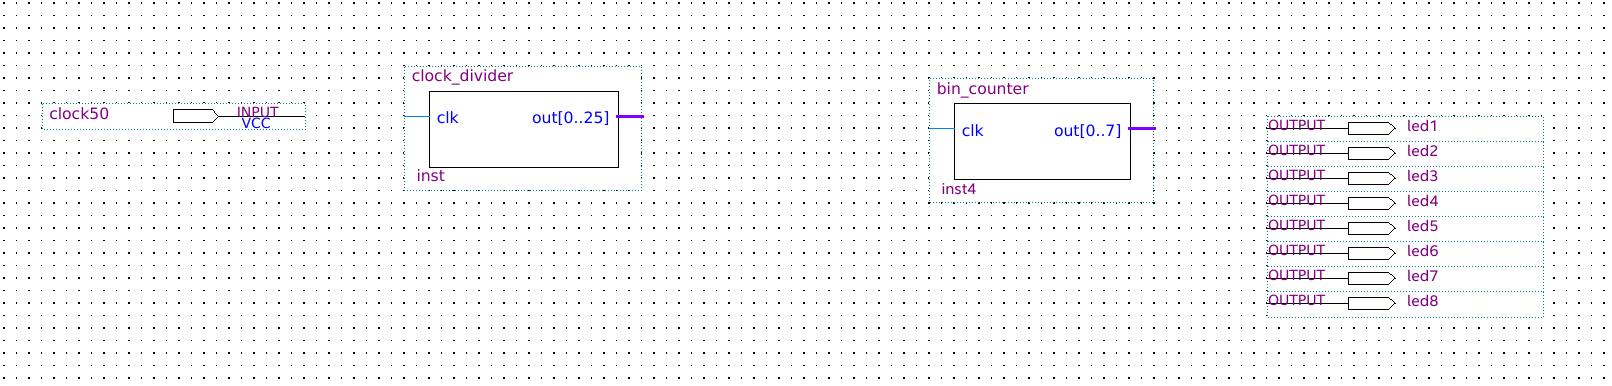 clock50
INPUT
VCC
clock_divider
clk
out[0..25]
inst
bin_counter
clk
out[0..7]
inst4
OUTPUT led1
OUTPUT led2
OUTPUT led3
OUTPUT led4
OUTPUT led5
OUTPUT led6
OUTPUT led7
OUTPUT led8